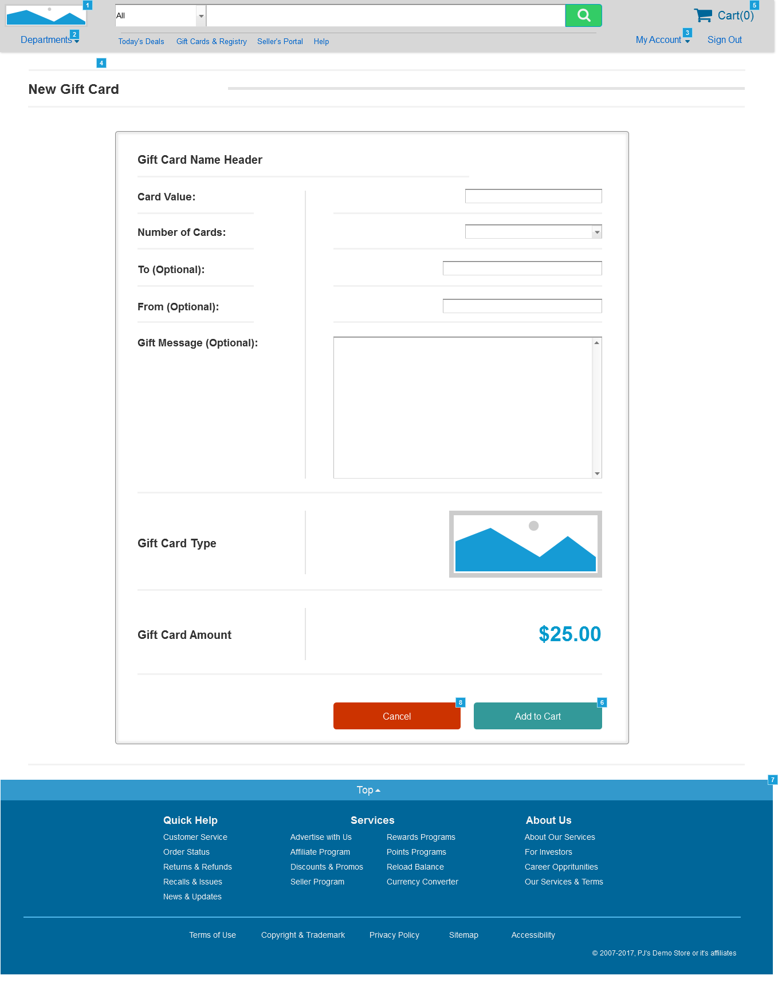 1
All
Cart(0)
5
Departments
2
Today's Deals
Gift Cards & Registry
Seller's Portal
Help
My Account
3
Sign Out
4
New Gift Card
Gift Card Name Header
Card Value:
Number of Cards:
To (Optional):
From (Optional):
Gift Message (Optional):
Gift Card Type
Gift Card Amount
$25.00
Cancel
8
Add to Cart
6
7
Top
Quick Help
Customer Service
Order Status
Returns & Refunds
Recalls & Issues
News & Updates
Services
Advertise with Us
Affiliate Program
Discounts & Promos
Seller Program
Rewards Programs
Points Programs
Reload Balance
Currency Converter
About Us
About Our Services
For Investors
Career Oppritunities
Our Services & Terms
Terms of Use
Copyright & Trademark
Privacy Policy
Sitemap
Accessibility
© 2007-2017, PJ's Demo Store or it's affiliates